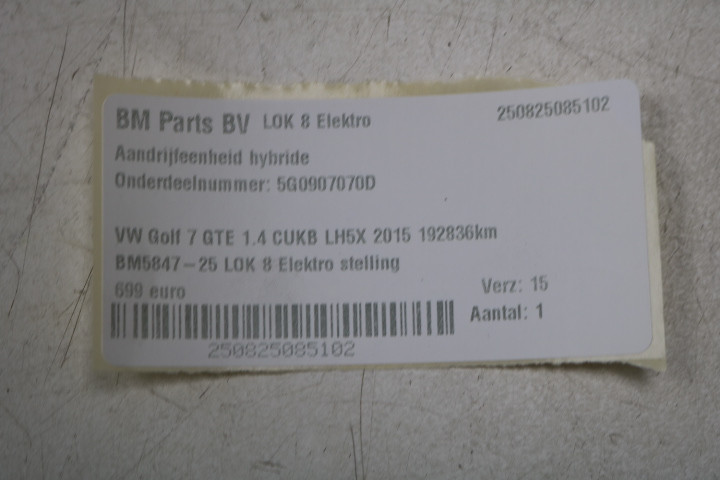 BM Parts BV LOK 8 Elektro 250825085102
Aandrijfeenheid hybride
Onderdeelnummer: 5G0907070D
VW Golf 7 GTE 1.4 CUKB LH5X 2015 192836km
BM5847-25 LOK 8 Elektro stelling
699 euro Verz: 15
Aantal: 1
250825085102